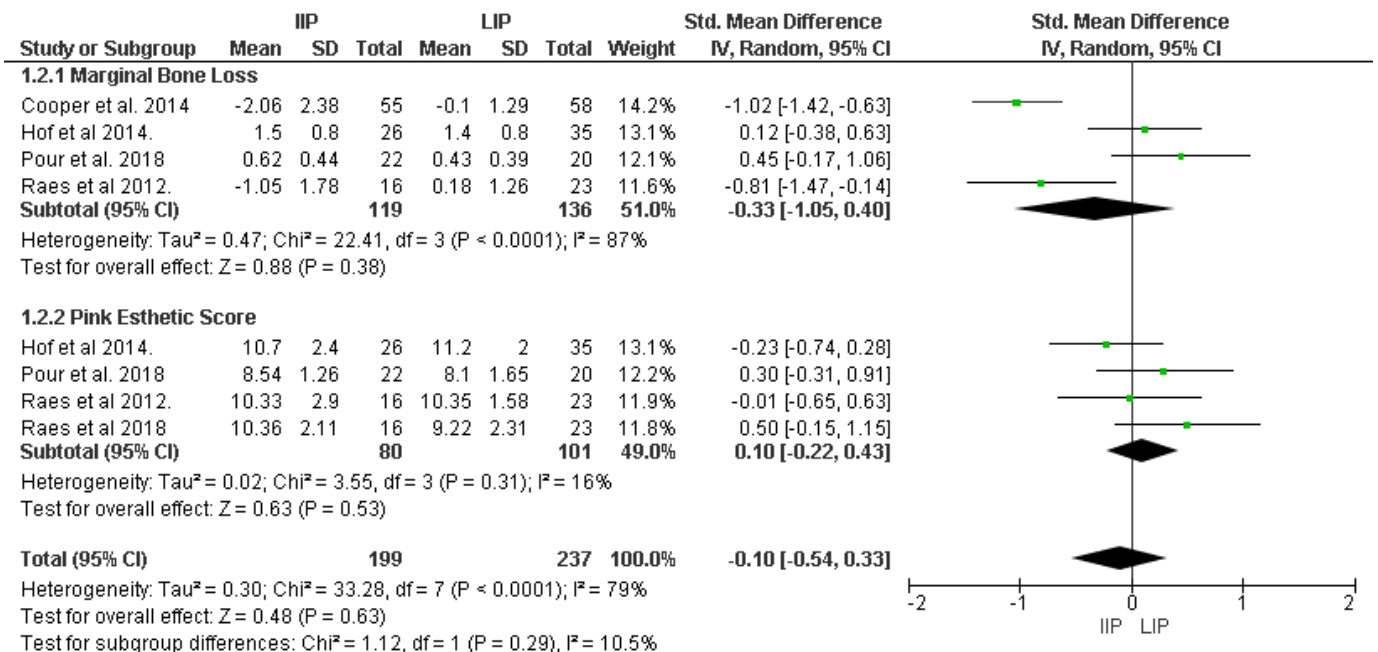 IIP LIP Std. Mean Difference Std. Mean Difference
Study or Subgroup Mean SD Total Mean SD Total Weight IV, Random, 95% CI IV, Random, 95% CI
1.2.1 Marginal Bone Loss
Cooper et al. 2014 -2.06 2.38 55 -0.1 1.29 58 14.2% -1.02 [-1.42, -0.63]
Hof et al 2014. 1.5 0.8 26 1.4 0.8 35 13.1% 0.12 [-0.38, 0.63]
Pour et al. 2018 0.62 0.44 22 0.43 0.39 20 12.1% 0.45 [-0.17, 1.06]
Raes et al 2012. -1.05 1.78 16 0.18 1.26 23 11.6% -0.81 [-1.47, -0.14]
Subtotal (95% CI) 119 136 51.0% -0.33 [-1.05, 0.40]
Heterogeneity: Tau² = 0.47; Chi² = 22.41, df = 3 (P < 0.0001); I² = 87%
Test for overall effect: Z = 0.88 (P = 0.38)
1.2.2 Pink Esthetic Score
Hof et al 2014. 10.7 2.4 26 11.2 2 35 13.1% -0.23 [-0.74, 0.28]
Pour et al. 2018 8.54 1.26 22 8.1 1.65 20 12.2% 0.30 [-0.31, 0.91]
Raes et al 2012. 10.33 2.9 16 10.35 1.58 23 11.9% -0.01 [-0.65, 0.63]
Raes et al 2018 10.36 2.11 16 9.22 2.31 23 11.8% 0.50 [-0.15, 1.15]
Subtotal (95% CI) 80 101 49.0% 0.10 [-0.22, 0.43]
Heterogeneity: Tau² = 0.02; Chi² = 3.55, df = 3 (P = 0.31); I² = 16%
Test for overall effect: Z = 0.63 (P = 0.53)
Total (95% CI) 199 237 100.0% -0.10 [-0.54, 0.33]
Heterogeneity: Tau² = 0.30; Chi² = 33.28, df = 7 (P < 0.0001); I² = 79%
Test for overall effect: Z = 0.48 (P = 0.63)
Test for subgroup differences: Chi² = 1.12, df = 1 (P = 0.29), I² = 10.5%
-2 -1 0 1 2
IIP LIP